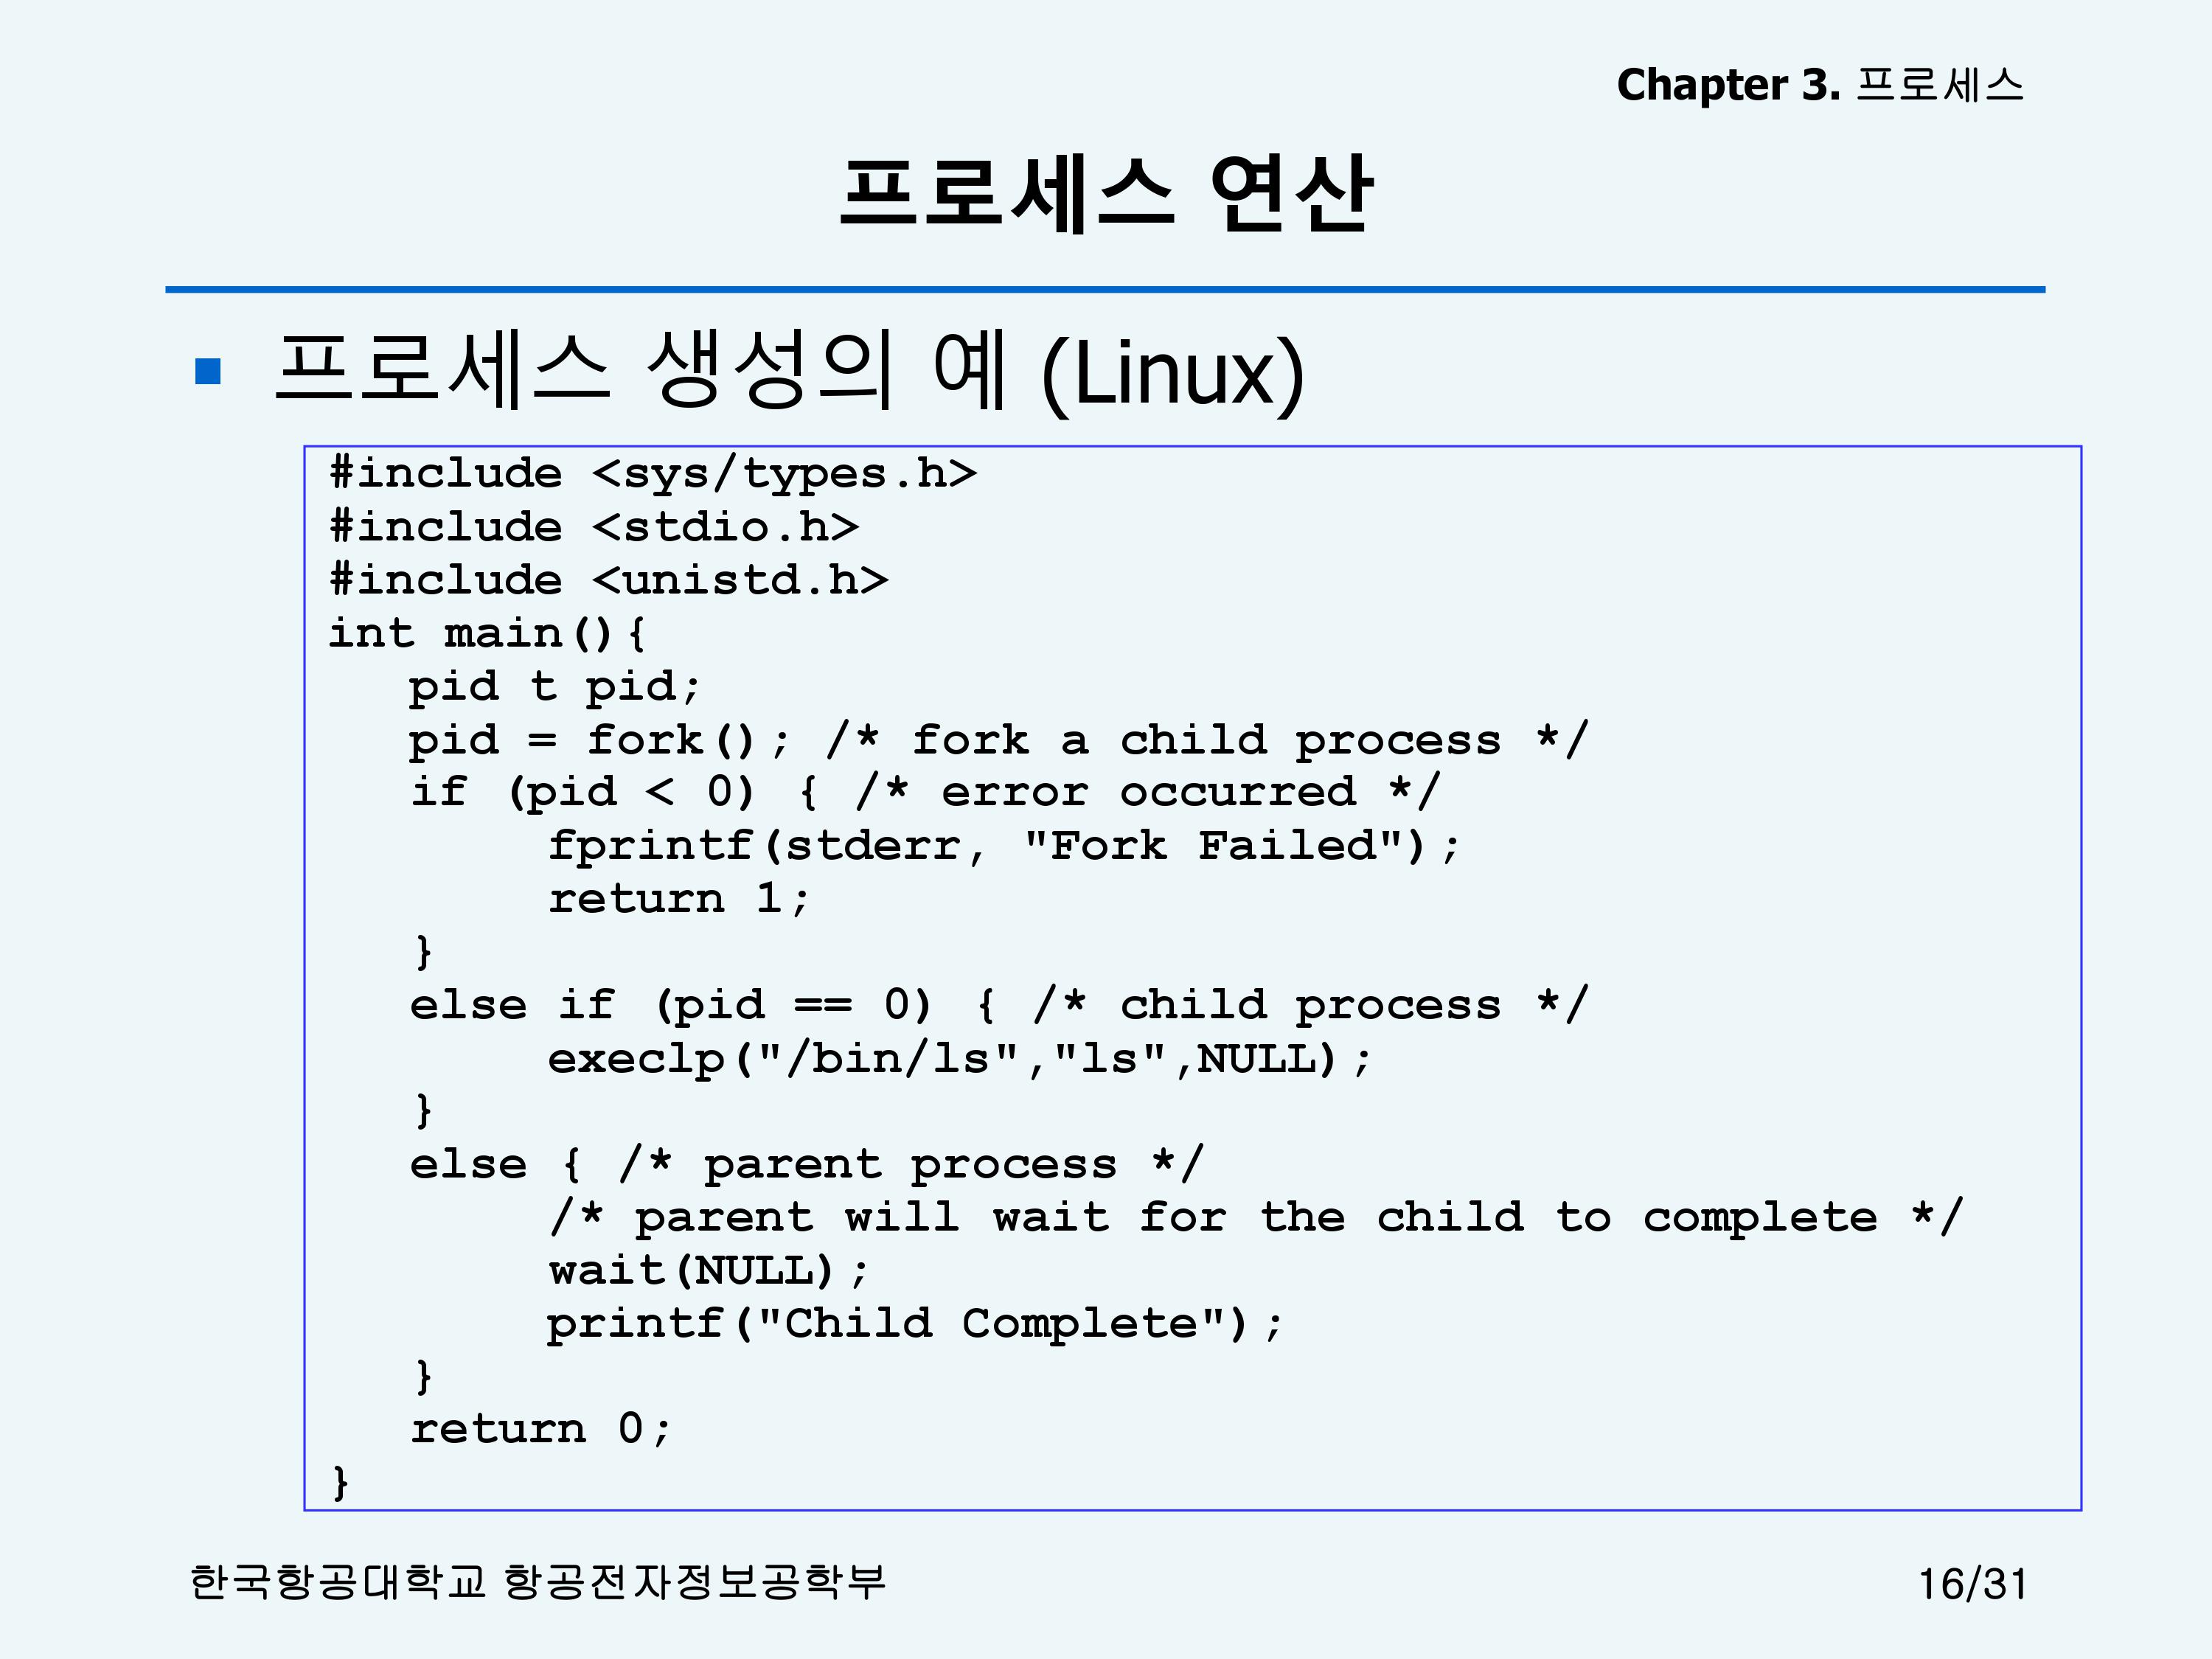 Chapter 3. 프로세스
프로세스 연산
프로세스 생성의 예 (Linux)
#include <sys/types.h>
#include <stdio.h>
#include <unistd.h>
int main(){
pid t pid;
pid = fork(); /* fork a child process */
if (pid < 0) { /* error occurred */
fprintf(stderr, "Fork Failed");
return 1;
}
else if (pid == 0) { /* child process */
execlp("/bin/ls","ls",NULL);
}
else { /* parent process */
/* parent will wait for the child to complete */
wait(NULL);
printf("Child Complete");
}
return 0;
}
한국항공대학교 항공전자정보공학부
16/31